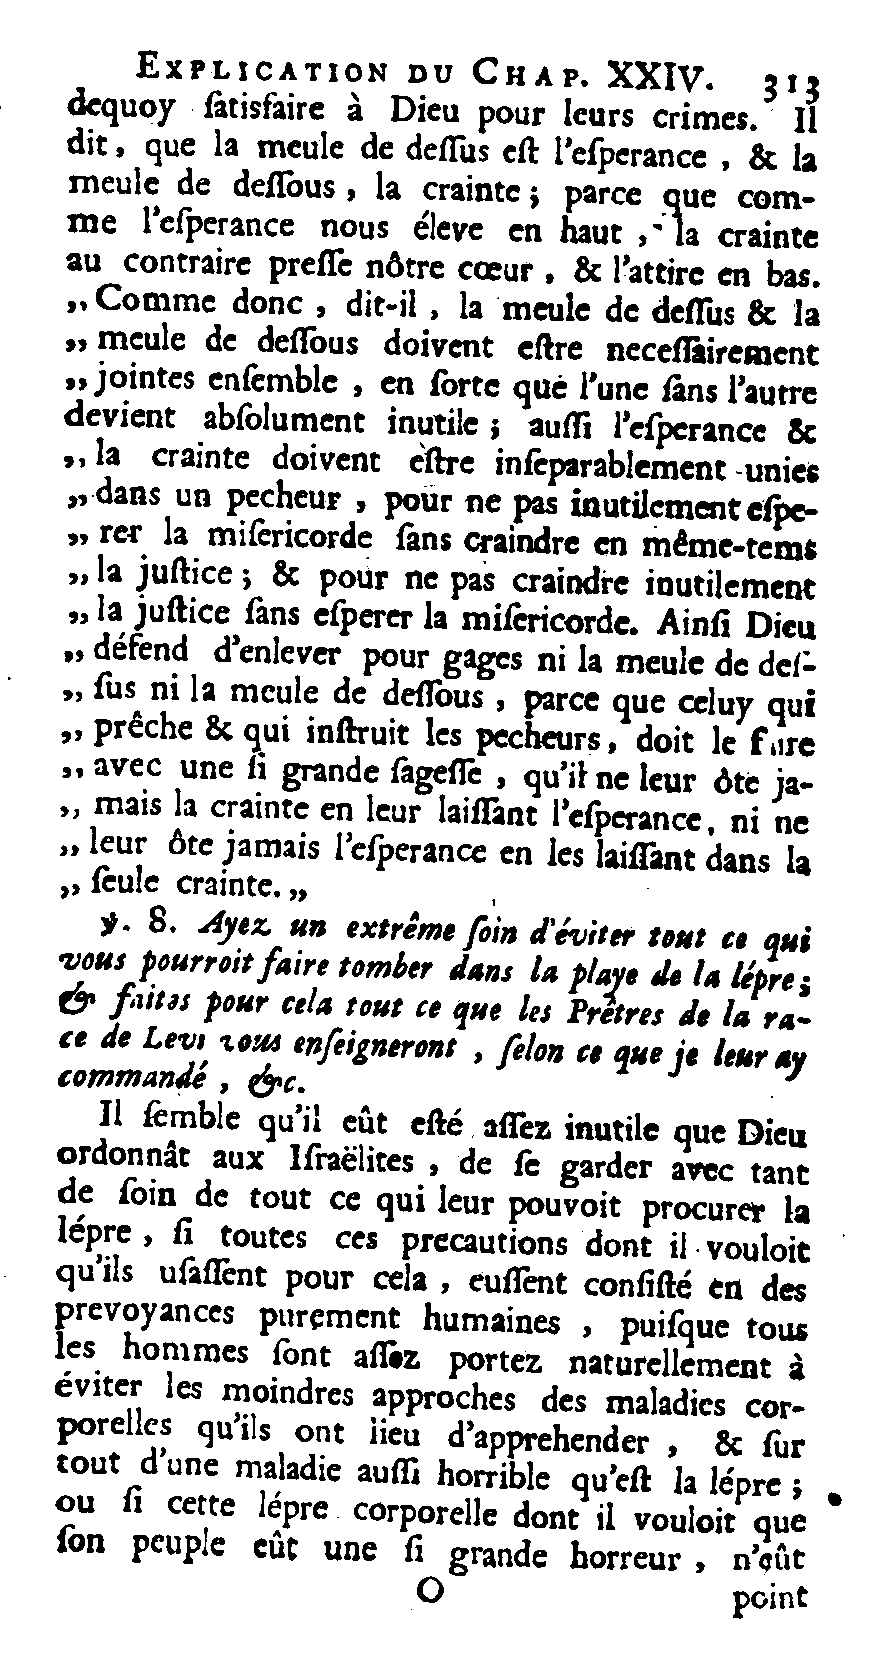 EXPLICATION DU CHAP. XXIV. 313
dequoy ſatisfaire à Dieu pour leurs crimes. Il
dit, que la meule de deſſus eſt l'eſperance, & la
meule de deſſous, la crainte; parce que com-
me l'eſperance nous éleve en haut, la crainte
au contraire preſſe nôtre cœur, & l'attire en bas.
„ Comme donc, dit-il, la meule de deſſus & la
„ meule de deſſous doivent eſtre neceſſairement
„ jointes enſemble, en ſorte que l'une ſans l'autre
devient abſolument inutile; auſſi l'eſperance &
„ la crainte doivent eſtre inſeparablement unies
„ dans un pecheur, pour ne pas inutilement eſpe-
„ rer la miſericorde ſans craindre en même-tems
„ la juſtice; & pour ne pas craindre inutilement
„ la juſtice ſans eſperer la miſericorde. Ainſi Dieu
„ défend d'enlever pour gages ni la meule de deſ-
„ ſus ni la meule de deſſous, parce que celuy qui
„ prêche & qui inſtruit les pecheurs, doit le faire
„ avec une ſi grande ſageſſe, qu'il ne leur ôte ja-
„ mais la crainte en leur laiſſant l'eſperance, ni ne
„ leur ôte jamais l'eſperance en les laiſſant dans la
„ ſeule crainte. „
℣. 8. Ayez un extrême ſoin d'éviter tout ce qui
vous pourroit faire tomber dans la playe de la lépre;
& faites pour cela tout ce que les Prêtres de la ra-
ce de Levi vous enſeigneront, ſelon ce que je leur ay
commandé, &c.
Il ſemble qu'il eût eſté aſſez inutile que Dieu
ordonnât aux Iſraëlites, de ſe garder avec tant
de ſoin de tout ce qui leur pouvoit procurer la
lépre, ſi toutes ces precautions dont il vouloit
qu'ils uſaſſent pour cela, euſſent conſiſté en des
prevoyances purement humaines, puiſque tous
les hommes ſont aſſez portez naturellement à
éviter les moindres approches des maladies cor-
porelles qu'ils ont lieu d'apprehender, & ſur
tout d'une maladie auſſi horrible qu'eſt la lépre;
ou ſi cette lépre corporelle dont il vouloit que
ſon peuple eût une ſi grande horreur, n'eût
O point